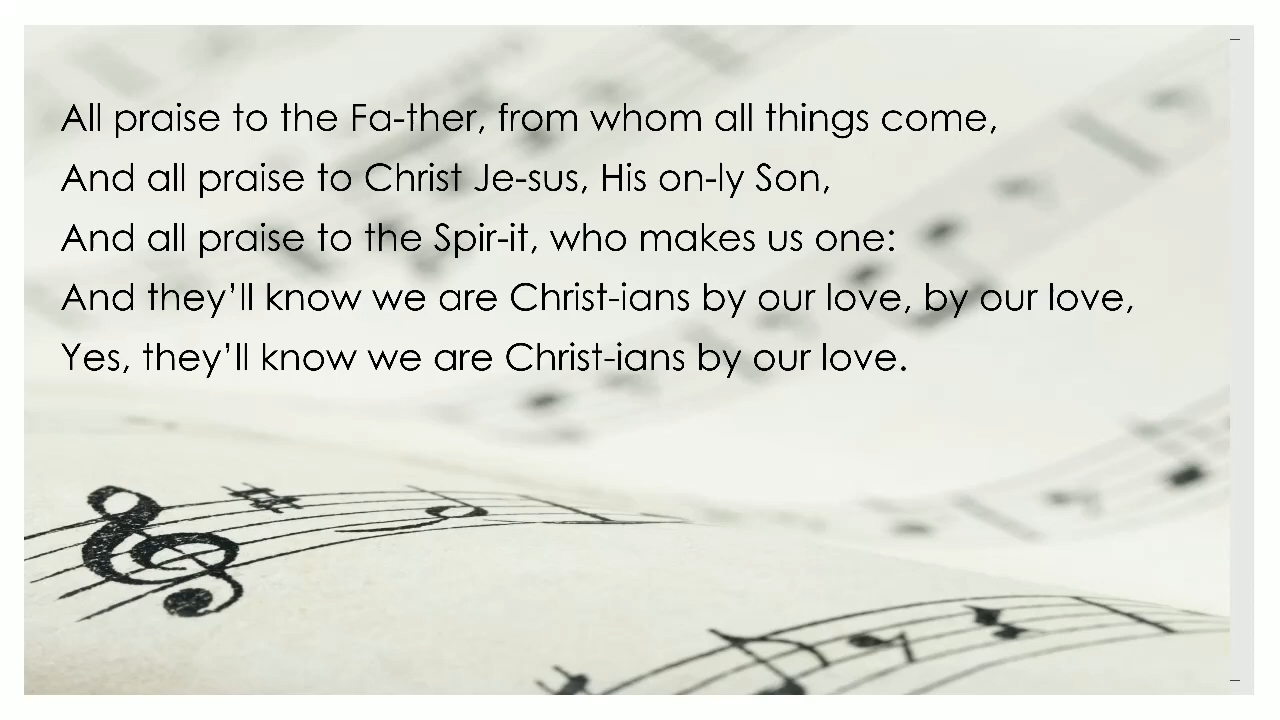 All praise to the Fa-ther, from whom all things come,
And all praise to Christ Je-sus, His on-ly Son,
And all praise to the Spir-it, who makes us one:
And they’ll know we are Christ-ians by our love, by our love,
Yes, they’ll know we are Christ-ians by our love.